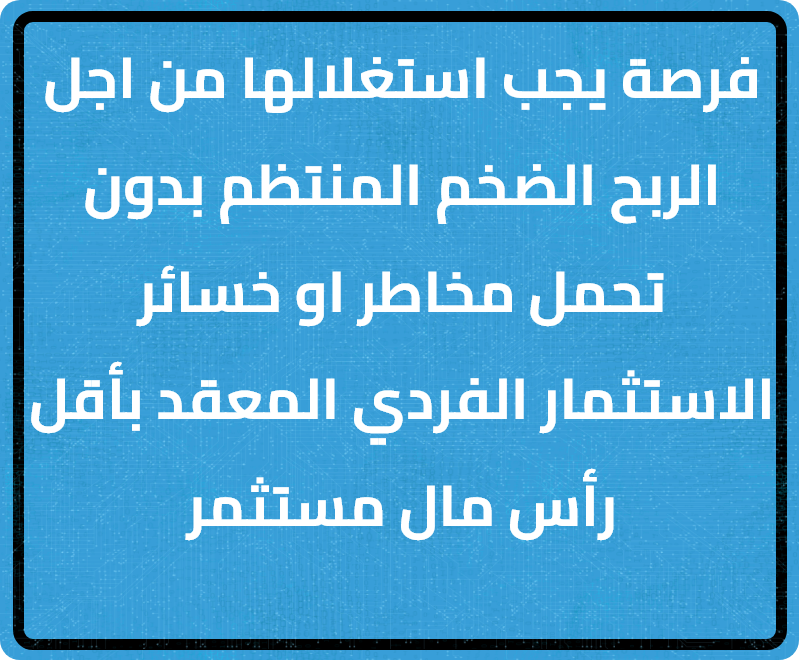 فرصة يجب استغلالها من اجل
الربح الضخم المنتظم بدون
تحمل مخاطر او خسائر
الاستثمار الفردي المعقد بأقل
رأس مال مستثمر